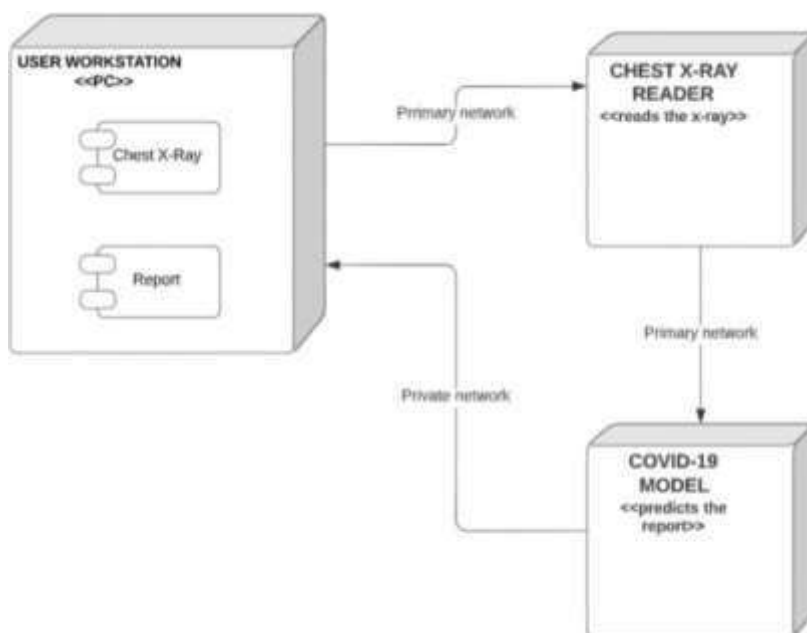 USER WORKSTATION
<<PC>>
Chest X-Ray
Report
Primary network
CHEST X-RAY
READER
<<reads the x-ray>>
Primary network
Private network
COVID-19
MODEL
<<predicts the
report>>